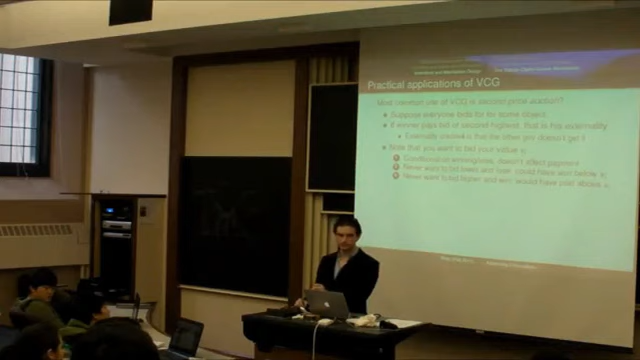 Practical applications of VCG
Most common use of VCG is second price auction?
Suppose everyone bids for for some object
If winner pays bid of second highest, that is his externality
Externality created is that the other you doesn't get it
Note that you want to bid your value
Conditional on winning/loss, doesn't affect payment
Never want to bid lower and lose, could have won below
Never want to bid higher and win, would have paid above